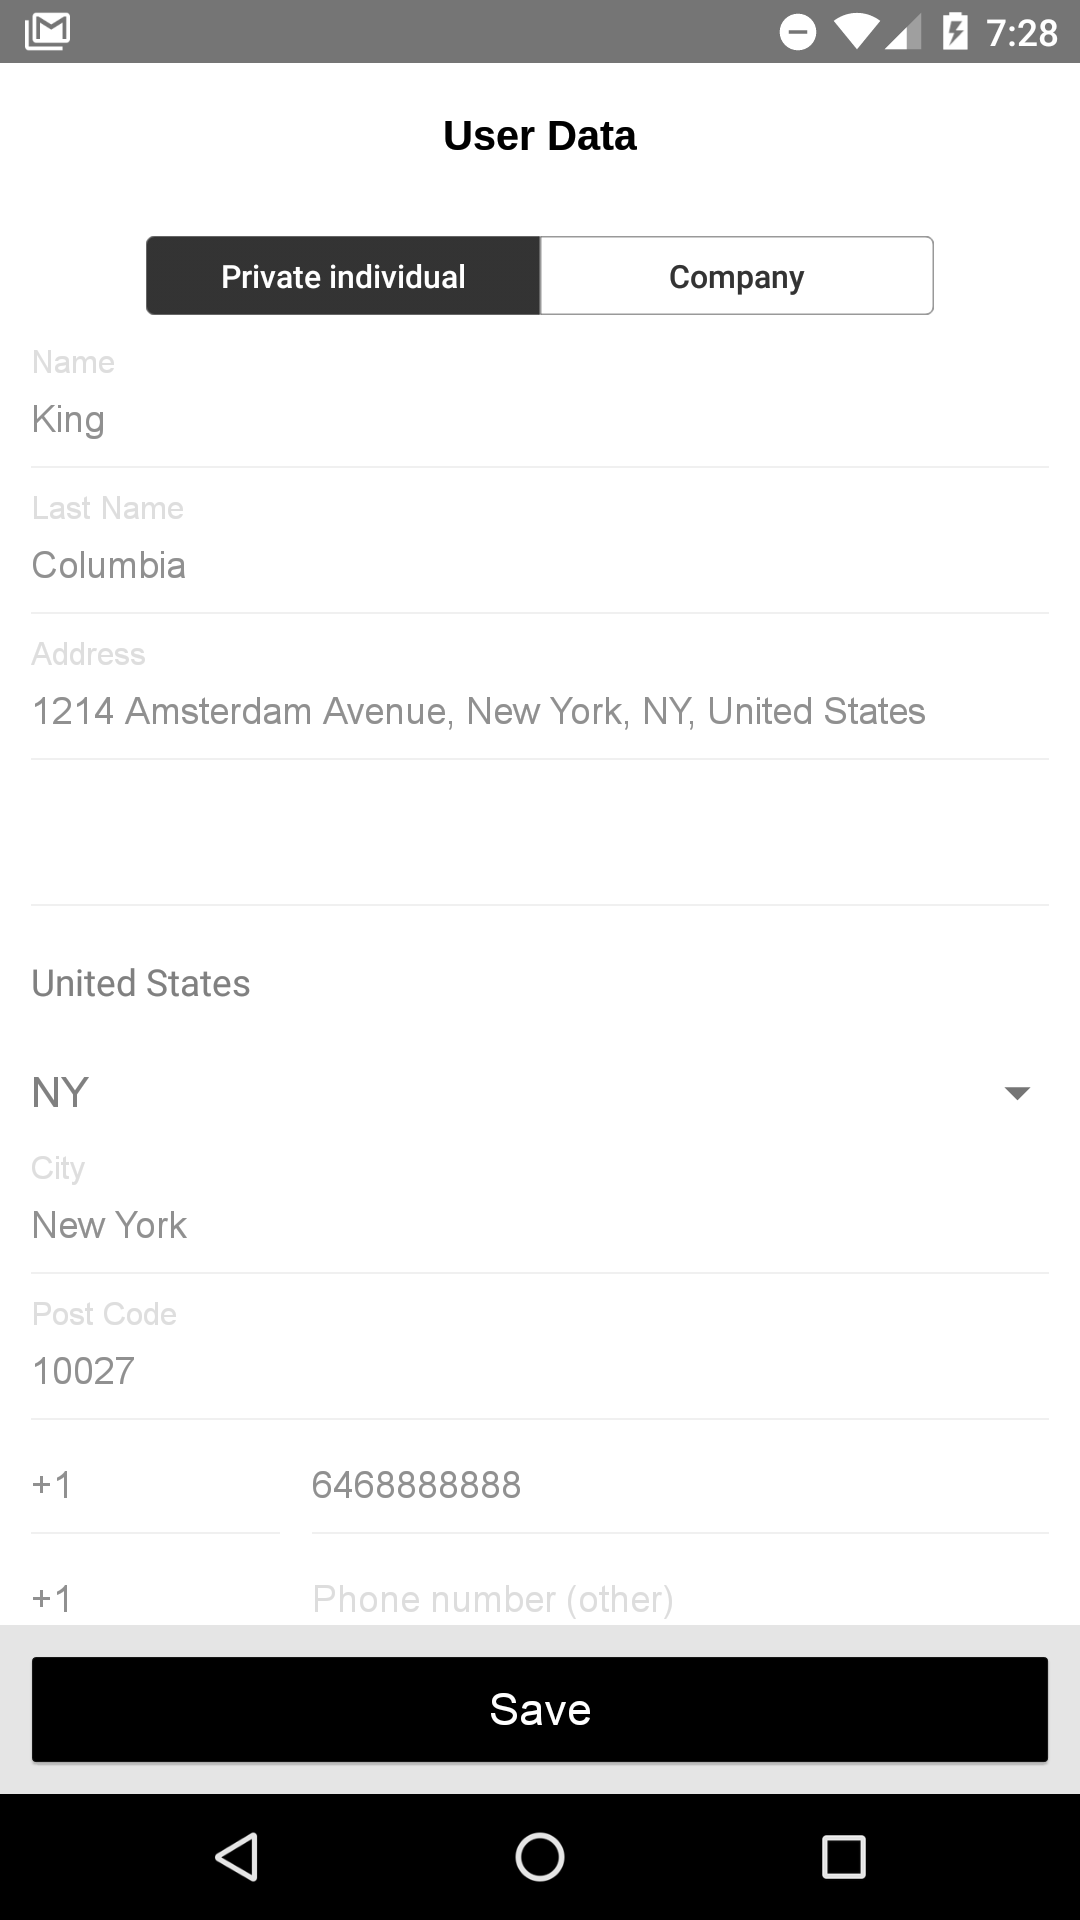 7:28
User Data
Private individual Company
Name
King
Last Name
Columbia
Address
1214 Amsterdam Avenue, New York, NY, United States
United States
NY
City
New York
Post Code
10027
+1 6468888888
+1 Phone number (other)
Save